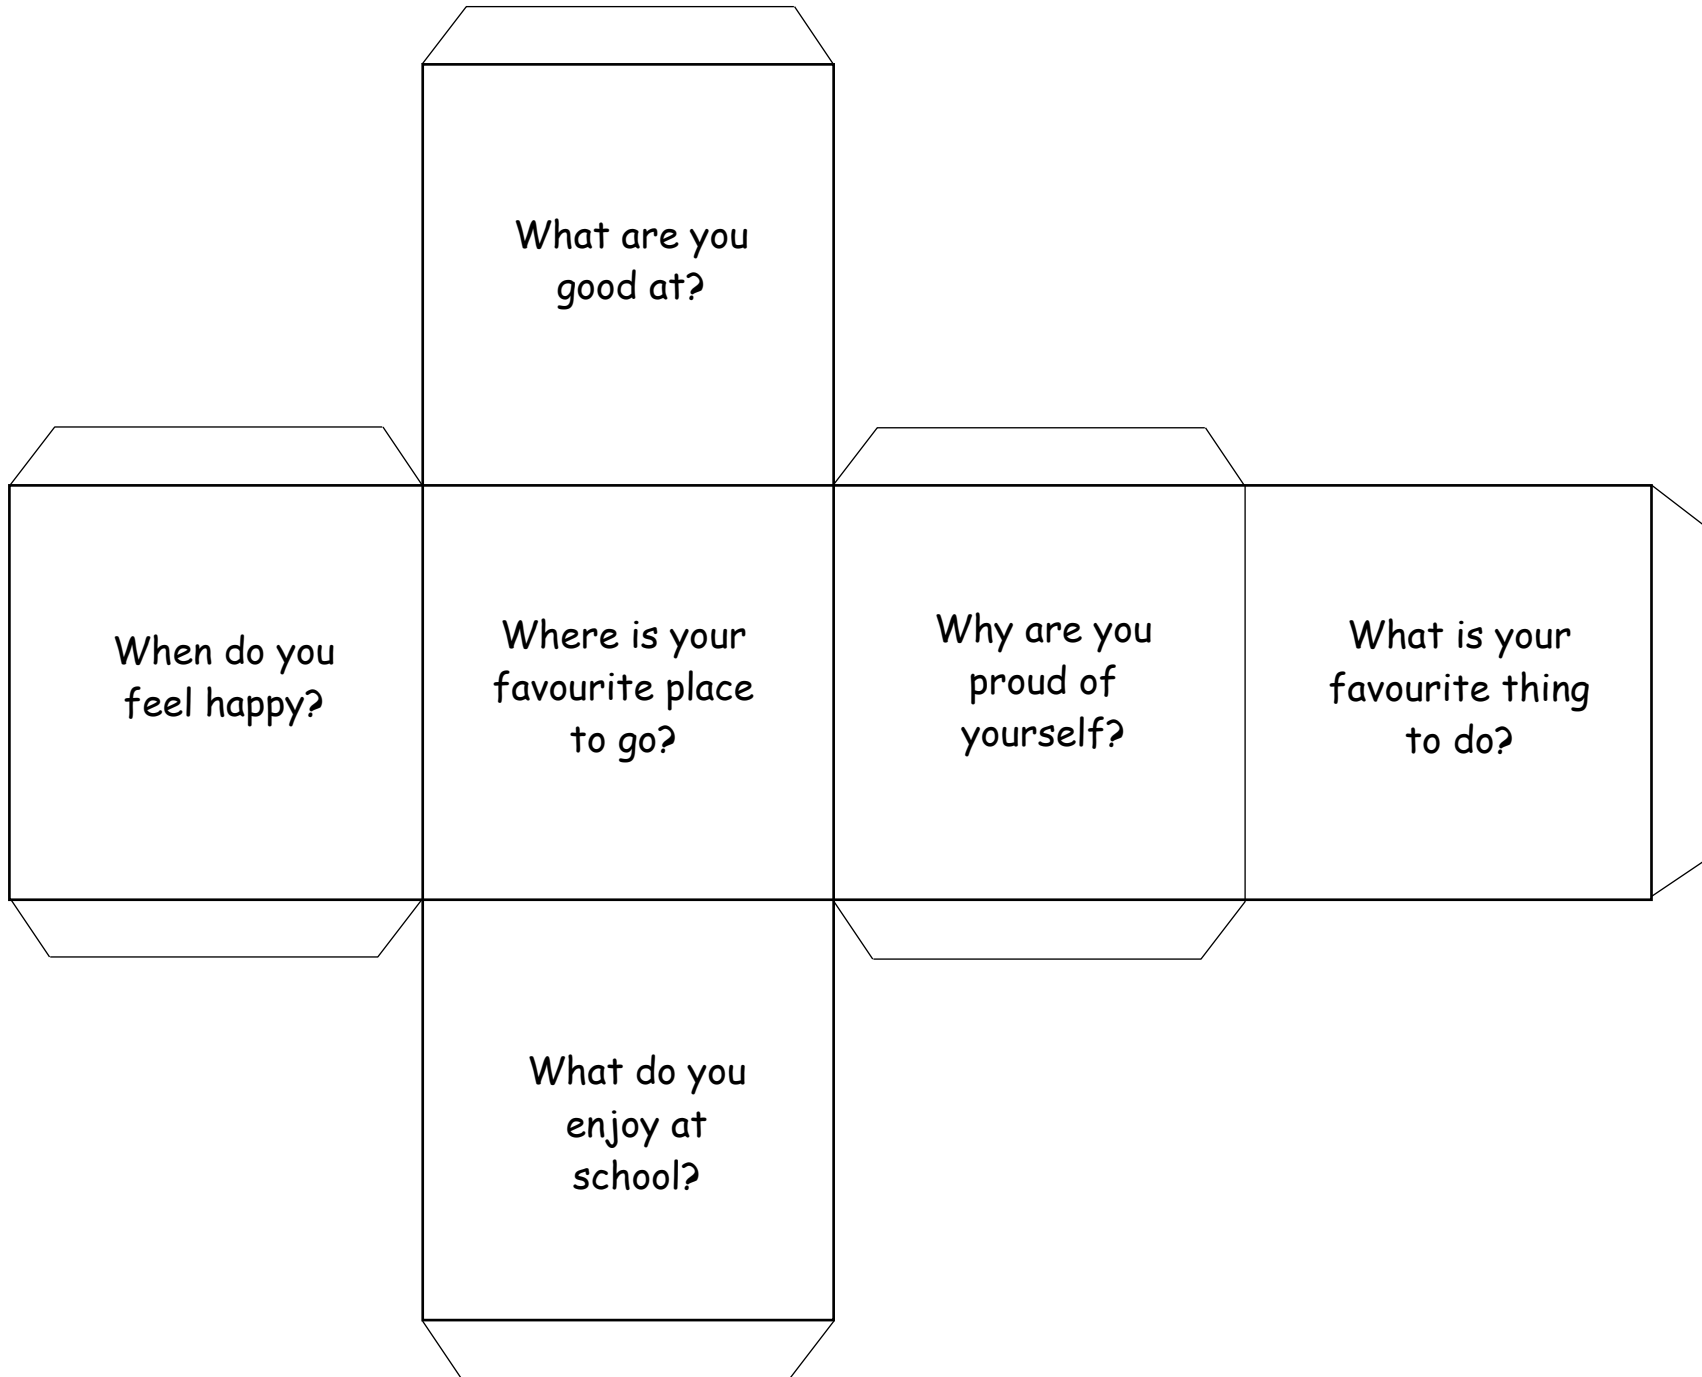 What are you
good at?
When do you
feel happy?
Where is your
favourite place
to go?
Why are you
proud of
yourself?
What is your
favourite thing
to do?
What do you
enjoy at
school?